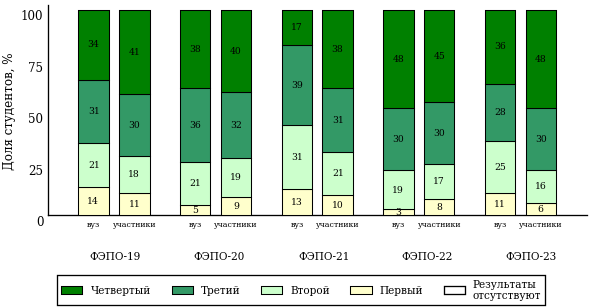 Доля студентов, %
100
75
50
25
0
34 41 38 40 17 38 48 45 36 48
31 30 36 32 39 31 30 30 28 30
21 18 21 19 31 21 19 17 25 16
14 11 5 9 13 10 3 8 11 6
вуз участники вуз участники вуз участники вуз участники вуз участники
ФЭПО-19 ФЭПО-20 ФЭПО-21 ФЭПО-22 ФЭПО-23
Четвертый Третий Второй Первый Результаты
отсутствуют